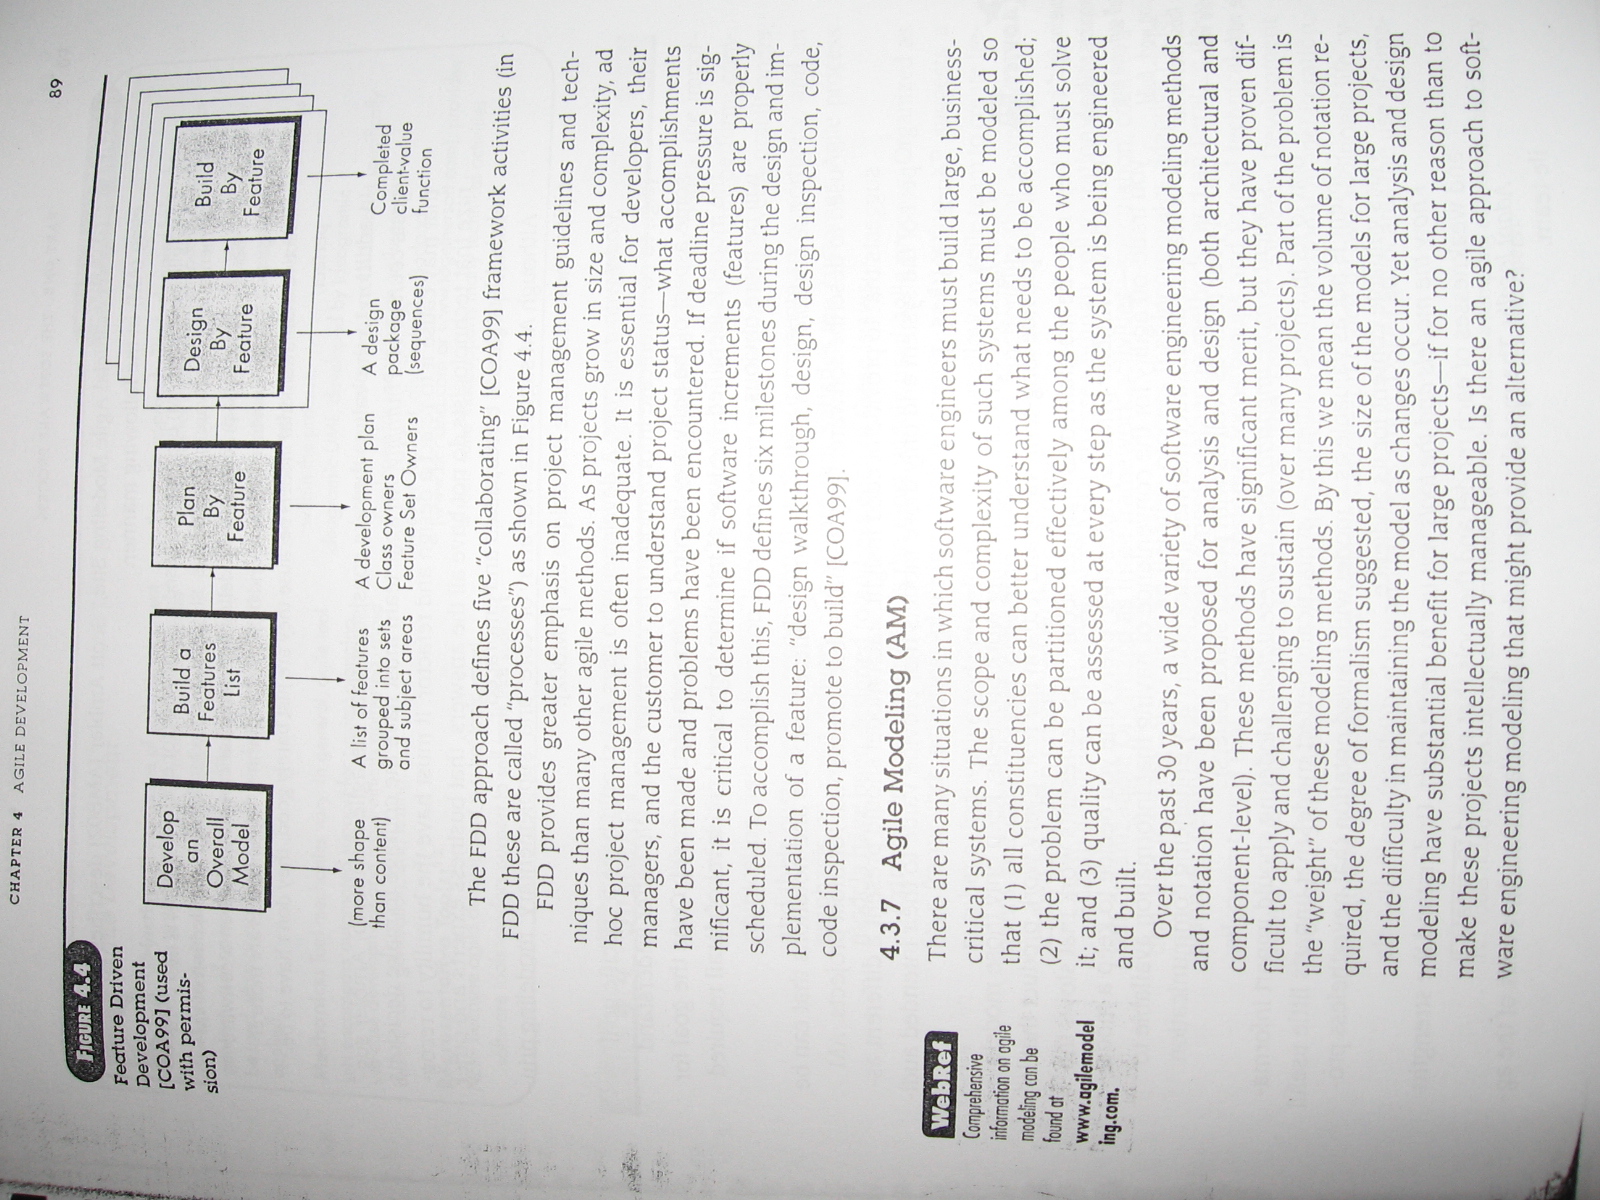 CHAPTER 4 AGILE DEVELOPMENT
89
FIGURE 4.4
Feature Driven
Development
[COA99] (used
with permis-
sion)
Develop
an
Overall
Model
Build a
Features
List
Plan
By
Feature
Design
By
Feature
Build
By
Feature
(more shape
than content)
A list of features
grouped into sets
and subject areas
A development plan
Class owners
Feature Set Owners
A design
package
(sequences)
Completed
client-value
function
The FDD approach defines five “collaborating” [COA99] framework activities (in
FDD these are called “processes”) as shown in Figure 4.4.
FDD provides greater emphasis on project management guidelines and tech-
niques than many other agile methods. As projects grow in size and complexity, ad
hoc project management is often inadequate. It is essential for developers, their
managers, and the customer to understand project status—what accomplishments
have been made and problems have been encountered. If deadline pressure is sig-
nificant, it is critical to determine if software increments (features) are properly
scheduled. To accomplish this, FDD defines six milestones during the design and im-
plementation of a feature: “design walkthrough, design, design inspection, code,
code inspection, promote to build” [COA99].
4.3.7 Agile Modeling (AM)
WebRef
Comprehensive
information on agile
modeling can be
found at
www.agilemodel
ing.com.
There are many situations in which software engineers must build large, business-
critical systems. The scope and complexity of such systems must be modeled so
that (1) all constituencies can better understand what needs to be accomplished;
(2) the problem can be partitioned effectively among the people who must solve
it; and (3) quality can be assessed at every step as the system is being engineered
and built.
Over the past 30 years, a wide variety of software engineering modeling methods
and notation have been proposed for analysis and design (both architectural and
component-level). These methods have significant merit, but they have proven dif-
ficult to apply and challenging to sustain (over many projects). Part of the problem is
the “weight” of these modeling methods. By this we mean the volume of notation re-
quired, the degree of formalism suggested, the size of the models for large projects,
and the difficulty in maintaining the model as changes occur. Yet analysis and design
modeling have substantial benefit for large projects—if for no other reason than to
make these projects intellectually manageable. Is there an agile approach to soft-
ware engineering modeling that might provide an alternative?